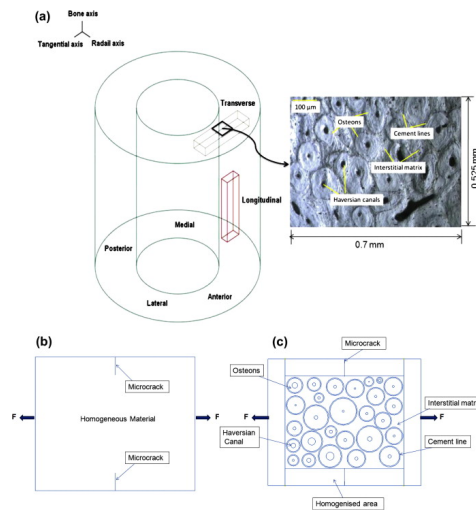 (a)
Bone axis
Tangential axis
Radail axis
Transverse
Longitudinal
Medial
Posterior
Anterior
Lateral
100 µm
Osteons
Cement lines
Interstitial matrix
Haversian canals
0.525 mm
0.7 mm
(b)
Microcrack
F
Homogeneous Material
F
Microcrack
(c)
Microcrack
Osteons
F
Interstitial matri
F
Haversian
Canal
Cement line
Homogenised area